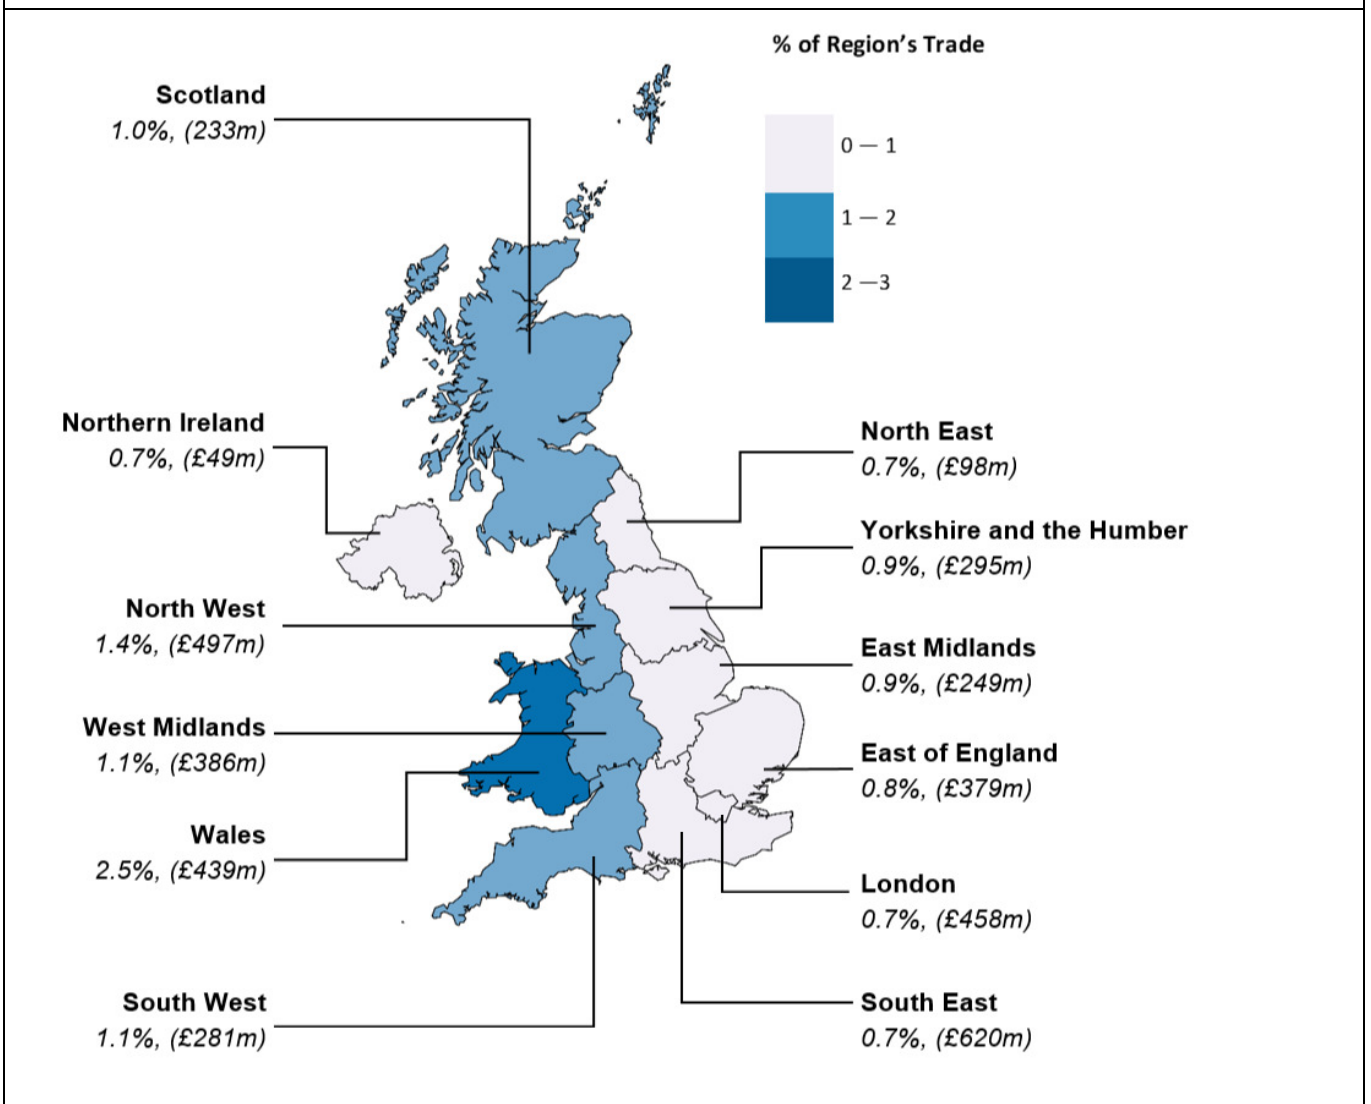 % of Region’s Trade
0 — 1
1 — 2
2 —3
Scotland
1.0%, (233m)
Northern Ireland
0.7%, (£49m)
North West
1.4%, (£497m)
West Midlands
1.1%, (£386m)
Wales
2.5%, (£439m)
South West
1.1%, (£281m)
North East
0.7%, (£98m)
Yorkshire and the Humber
0.9%, (£295m)
East Midlands
0.9%, (£249m)
East of England
0.8%, (£379m)
London
0.7%, (£458m)
South East
0.7%, (£620m)